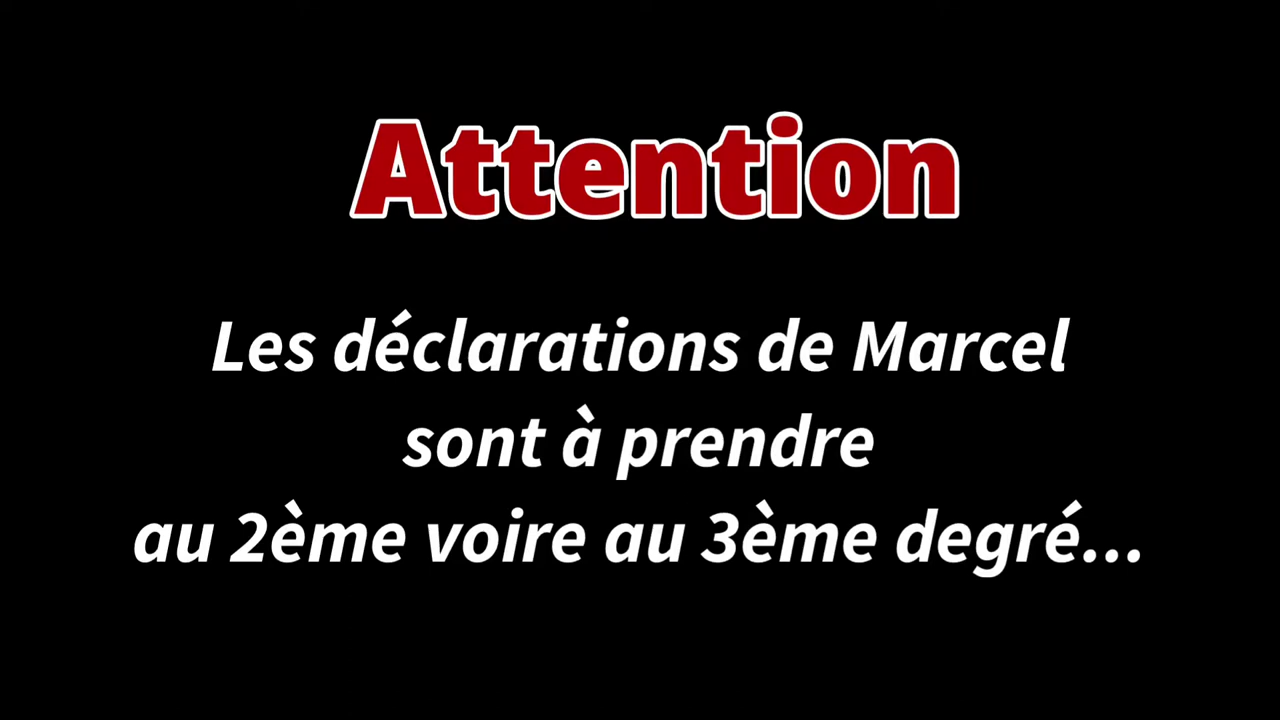 Attention
Les déclarations de Marcel
sont à prendre
au 2ème voire au 3ème degré...